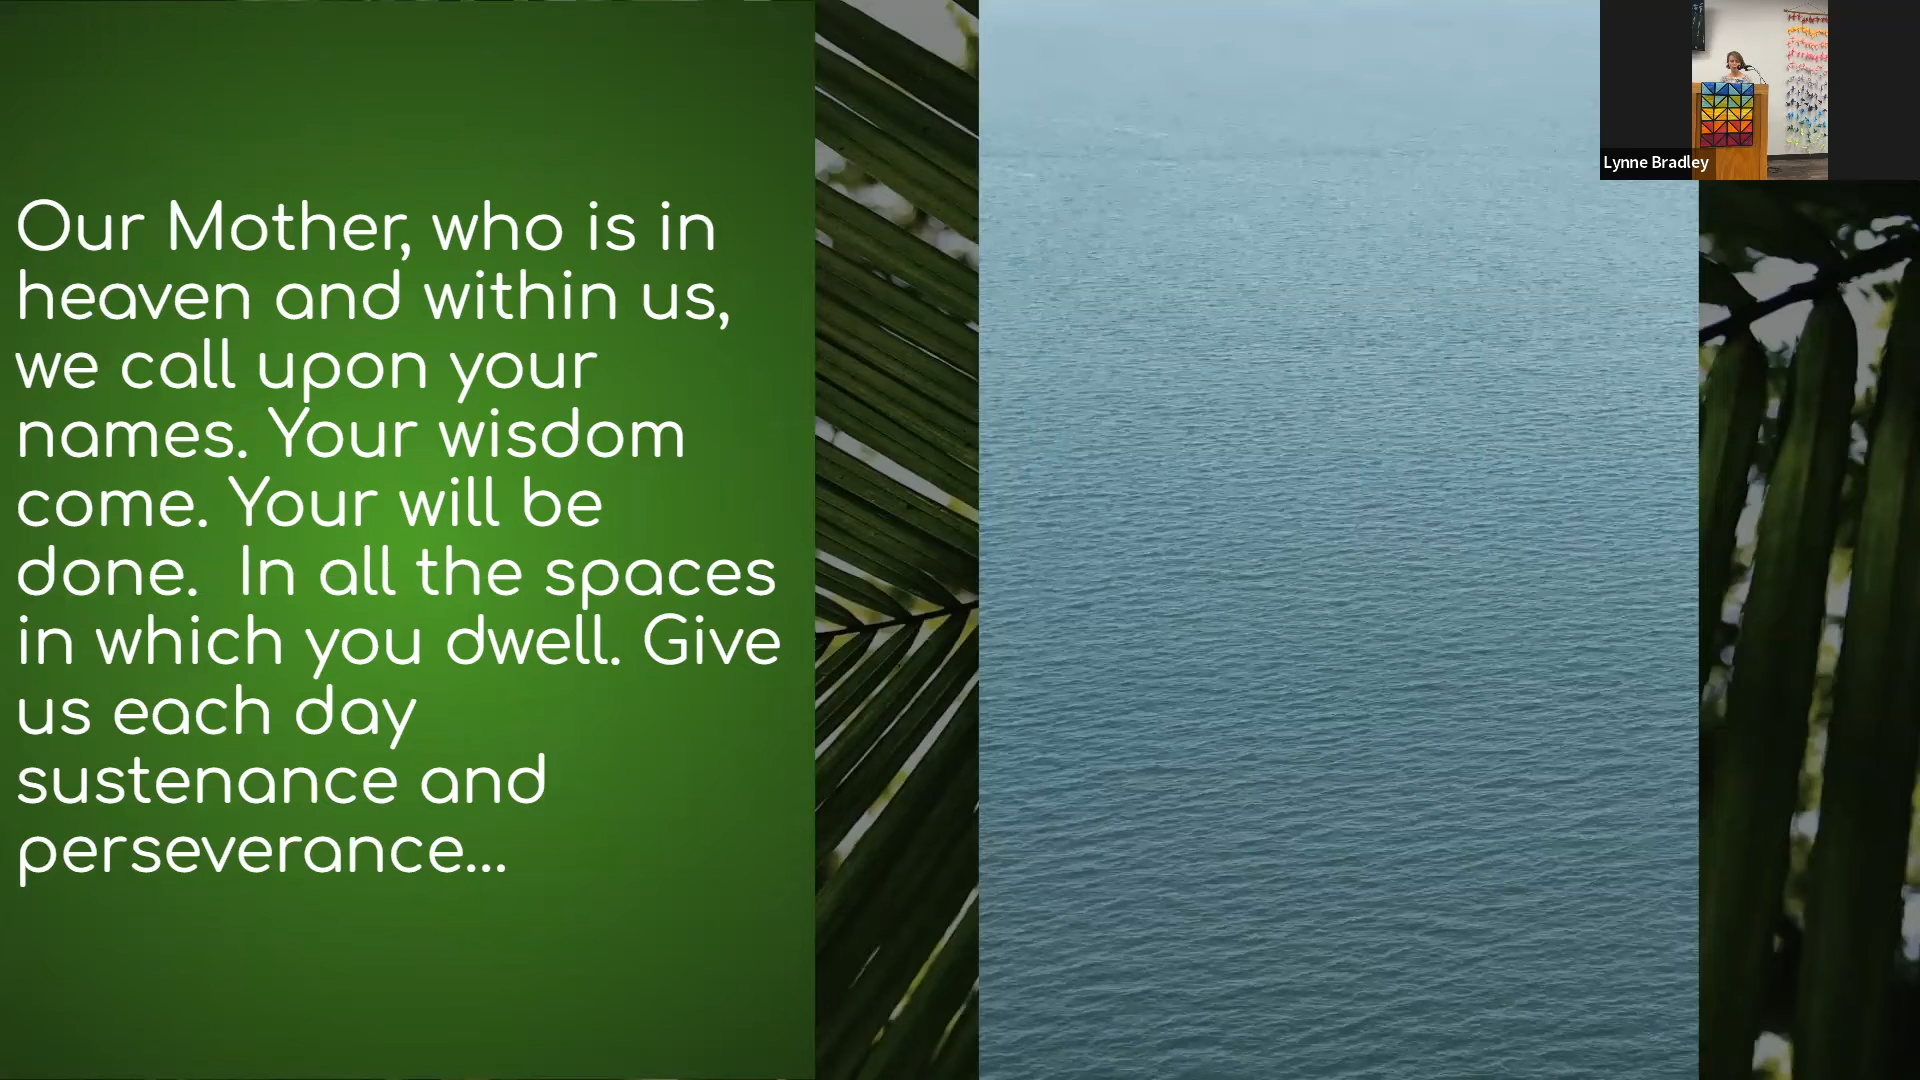 Our Mother, who is in
heaven and within us,
we call upon your
names. Your wisdom
come. Your will be
done.  In all the spaces
in which you dwell. Give
us each day
sustenance and
perseverance...
Lynne Bradley